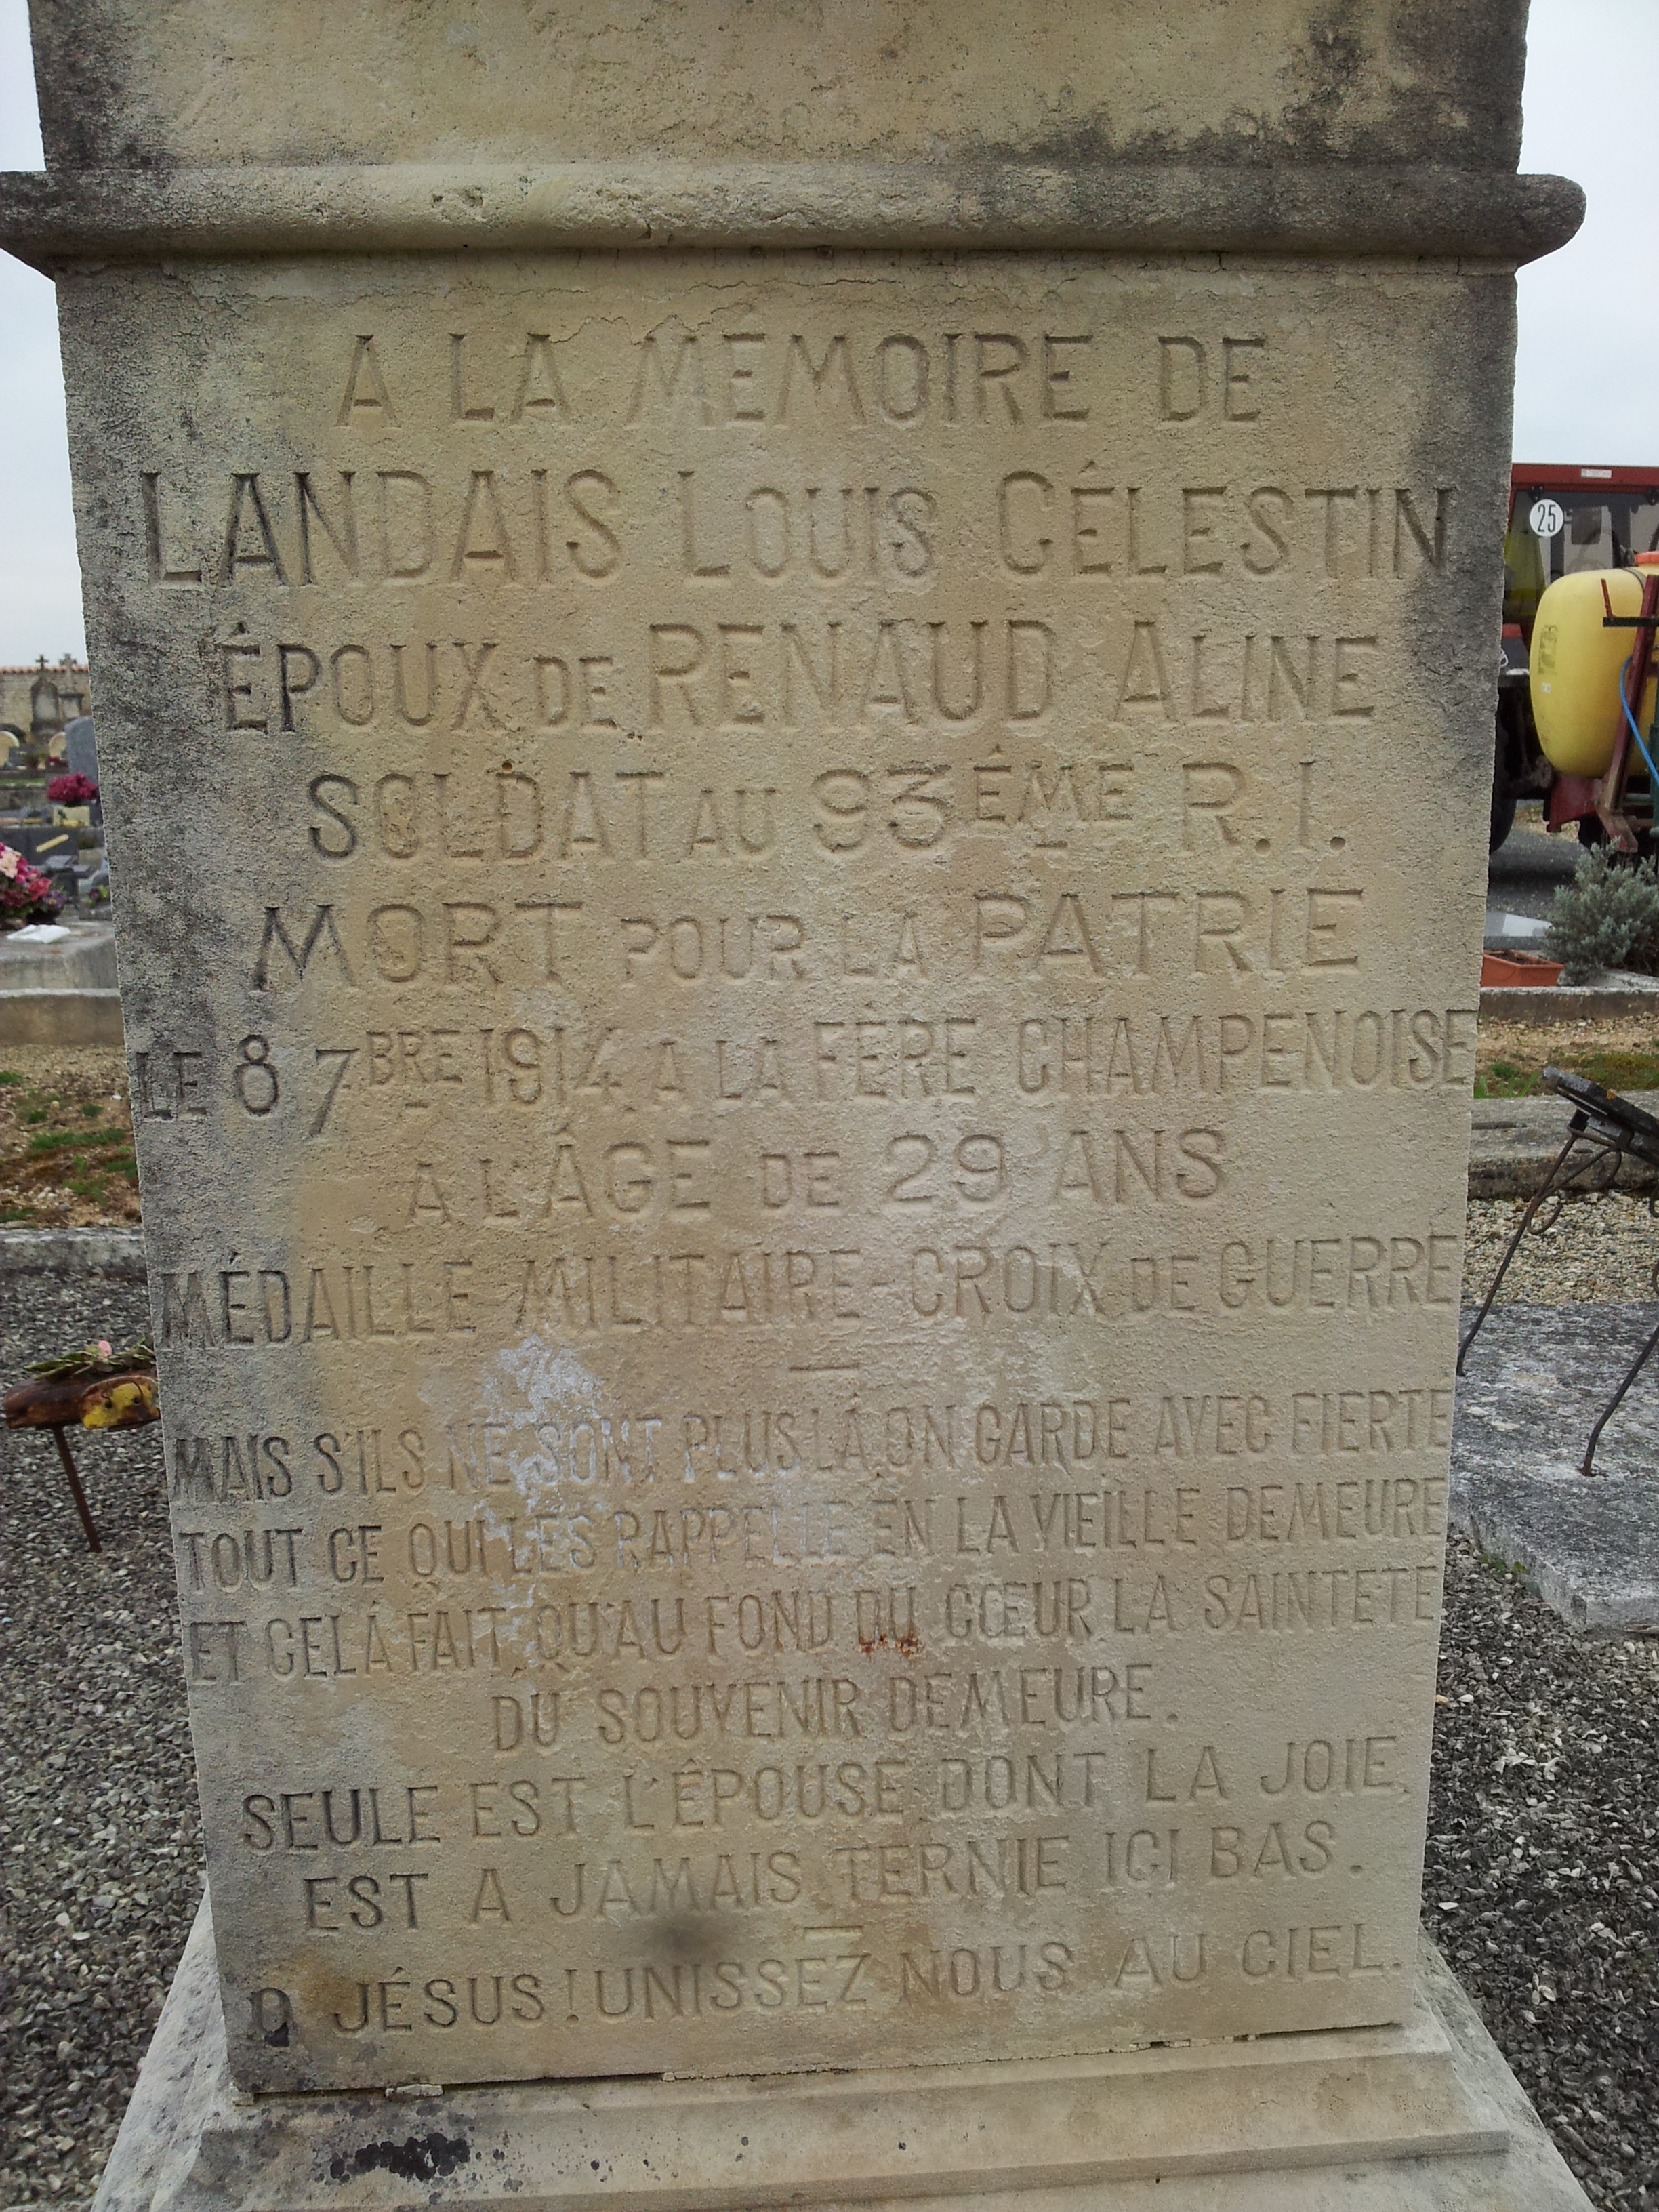 A LA MÉMOIRE DE
LANDAIS LOUIS CÉLESTIN
ÉPOUX DE RENAUD ALINE
SOLDAT AU 93ÈME R.I.
MORT POUR LA PATRIE
LE 8 7BRE 1914 A LA FÈRE CHAMPENOISE
A L'ÂGE DE 29 ANS
MÉDAILLE MILITAIRE - CROIX DE GUERRE
MAIS S'ILS NE SONT PLUS LÀ ON GARDE AVEC FIERTÉ
TOUT CE QUI LES RAPPELLE EN LA VIEILLE DEMEURE
ET CELÀ FAIT QU'AU FOND DU CŒUR LA SAINTETÉ
DU SOUVENIR DEMEURE.
SEULE EST L'ÉPOUSE DONT LA JOIE,
EST A JAMAIS TERNIE ICI BAS.
O JÉSUS! UNISSEZ NOUS AU CIEL.
25